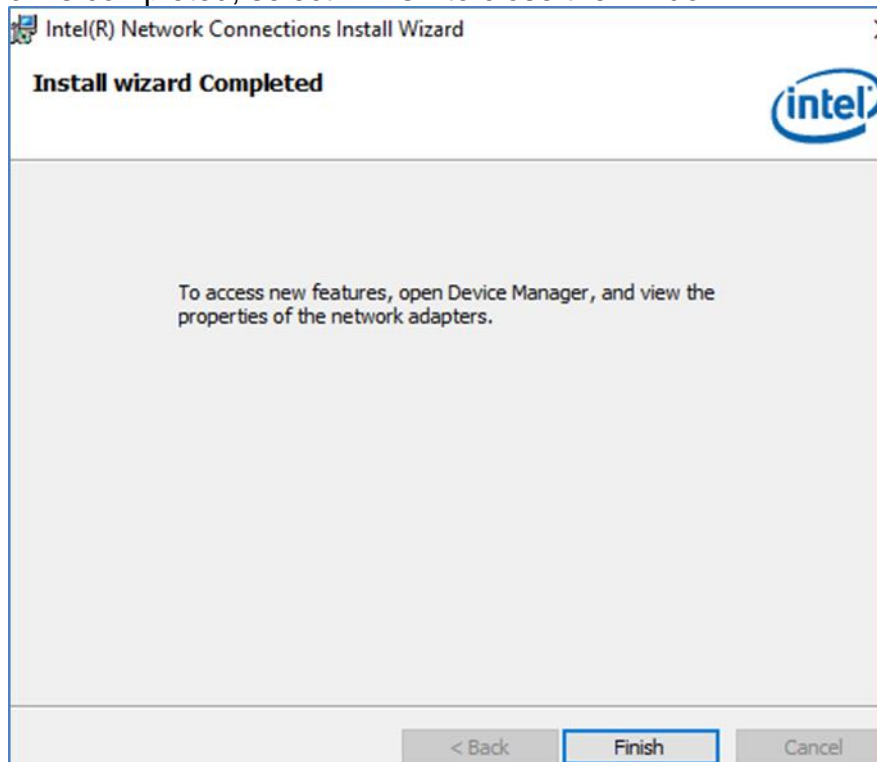 Intel(R) Network Connections Install Wizard
Install wizard Completed
intel
To access new features, open Device Manager, and view the
properties of the network adapters.
< Back
Finish
Cancel